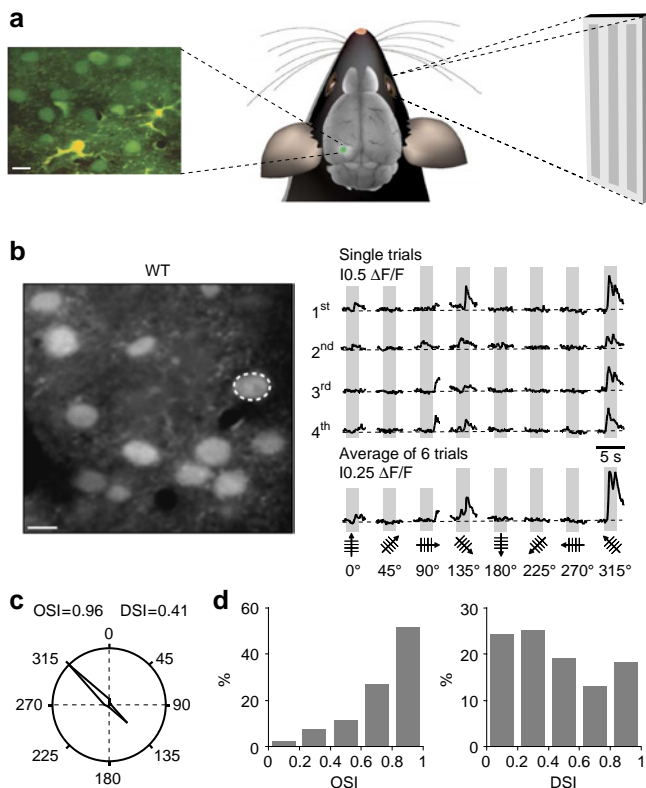 a
b
WT
Single trials
I0.5 ΔF/F
1st
2nd
3rd
4th
5 s
Average of 6 trials
I0.25 ΔF/F
0° 45° 90° 135° 180° 225° 270° 315°
c
OSI=0.96 DSI=0.41
0
315 45
270 90
225 135
180
d
60
40
20
0
%
0 0.2 0.4 0.6 0.8 1
OSI
30
20
10
0
%
0 0.2 0.4 0.6 0.8 1
DSI